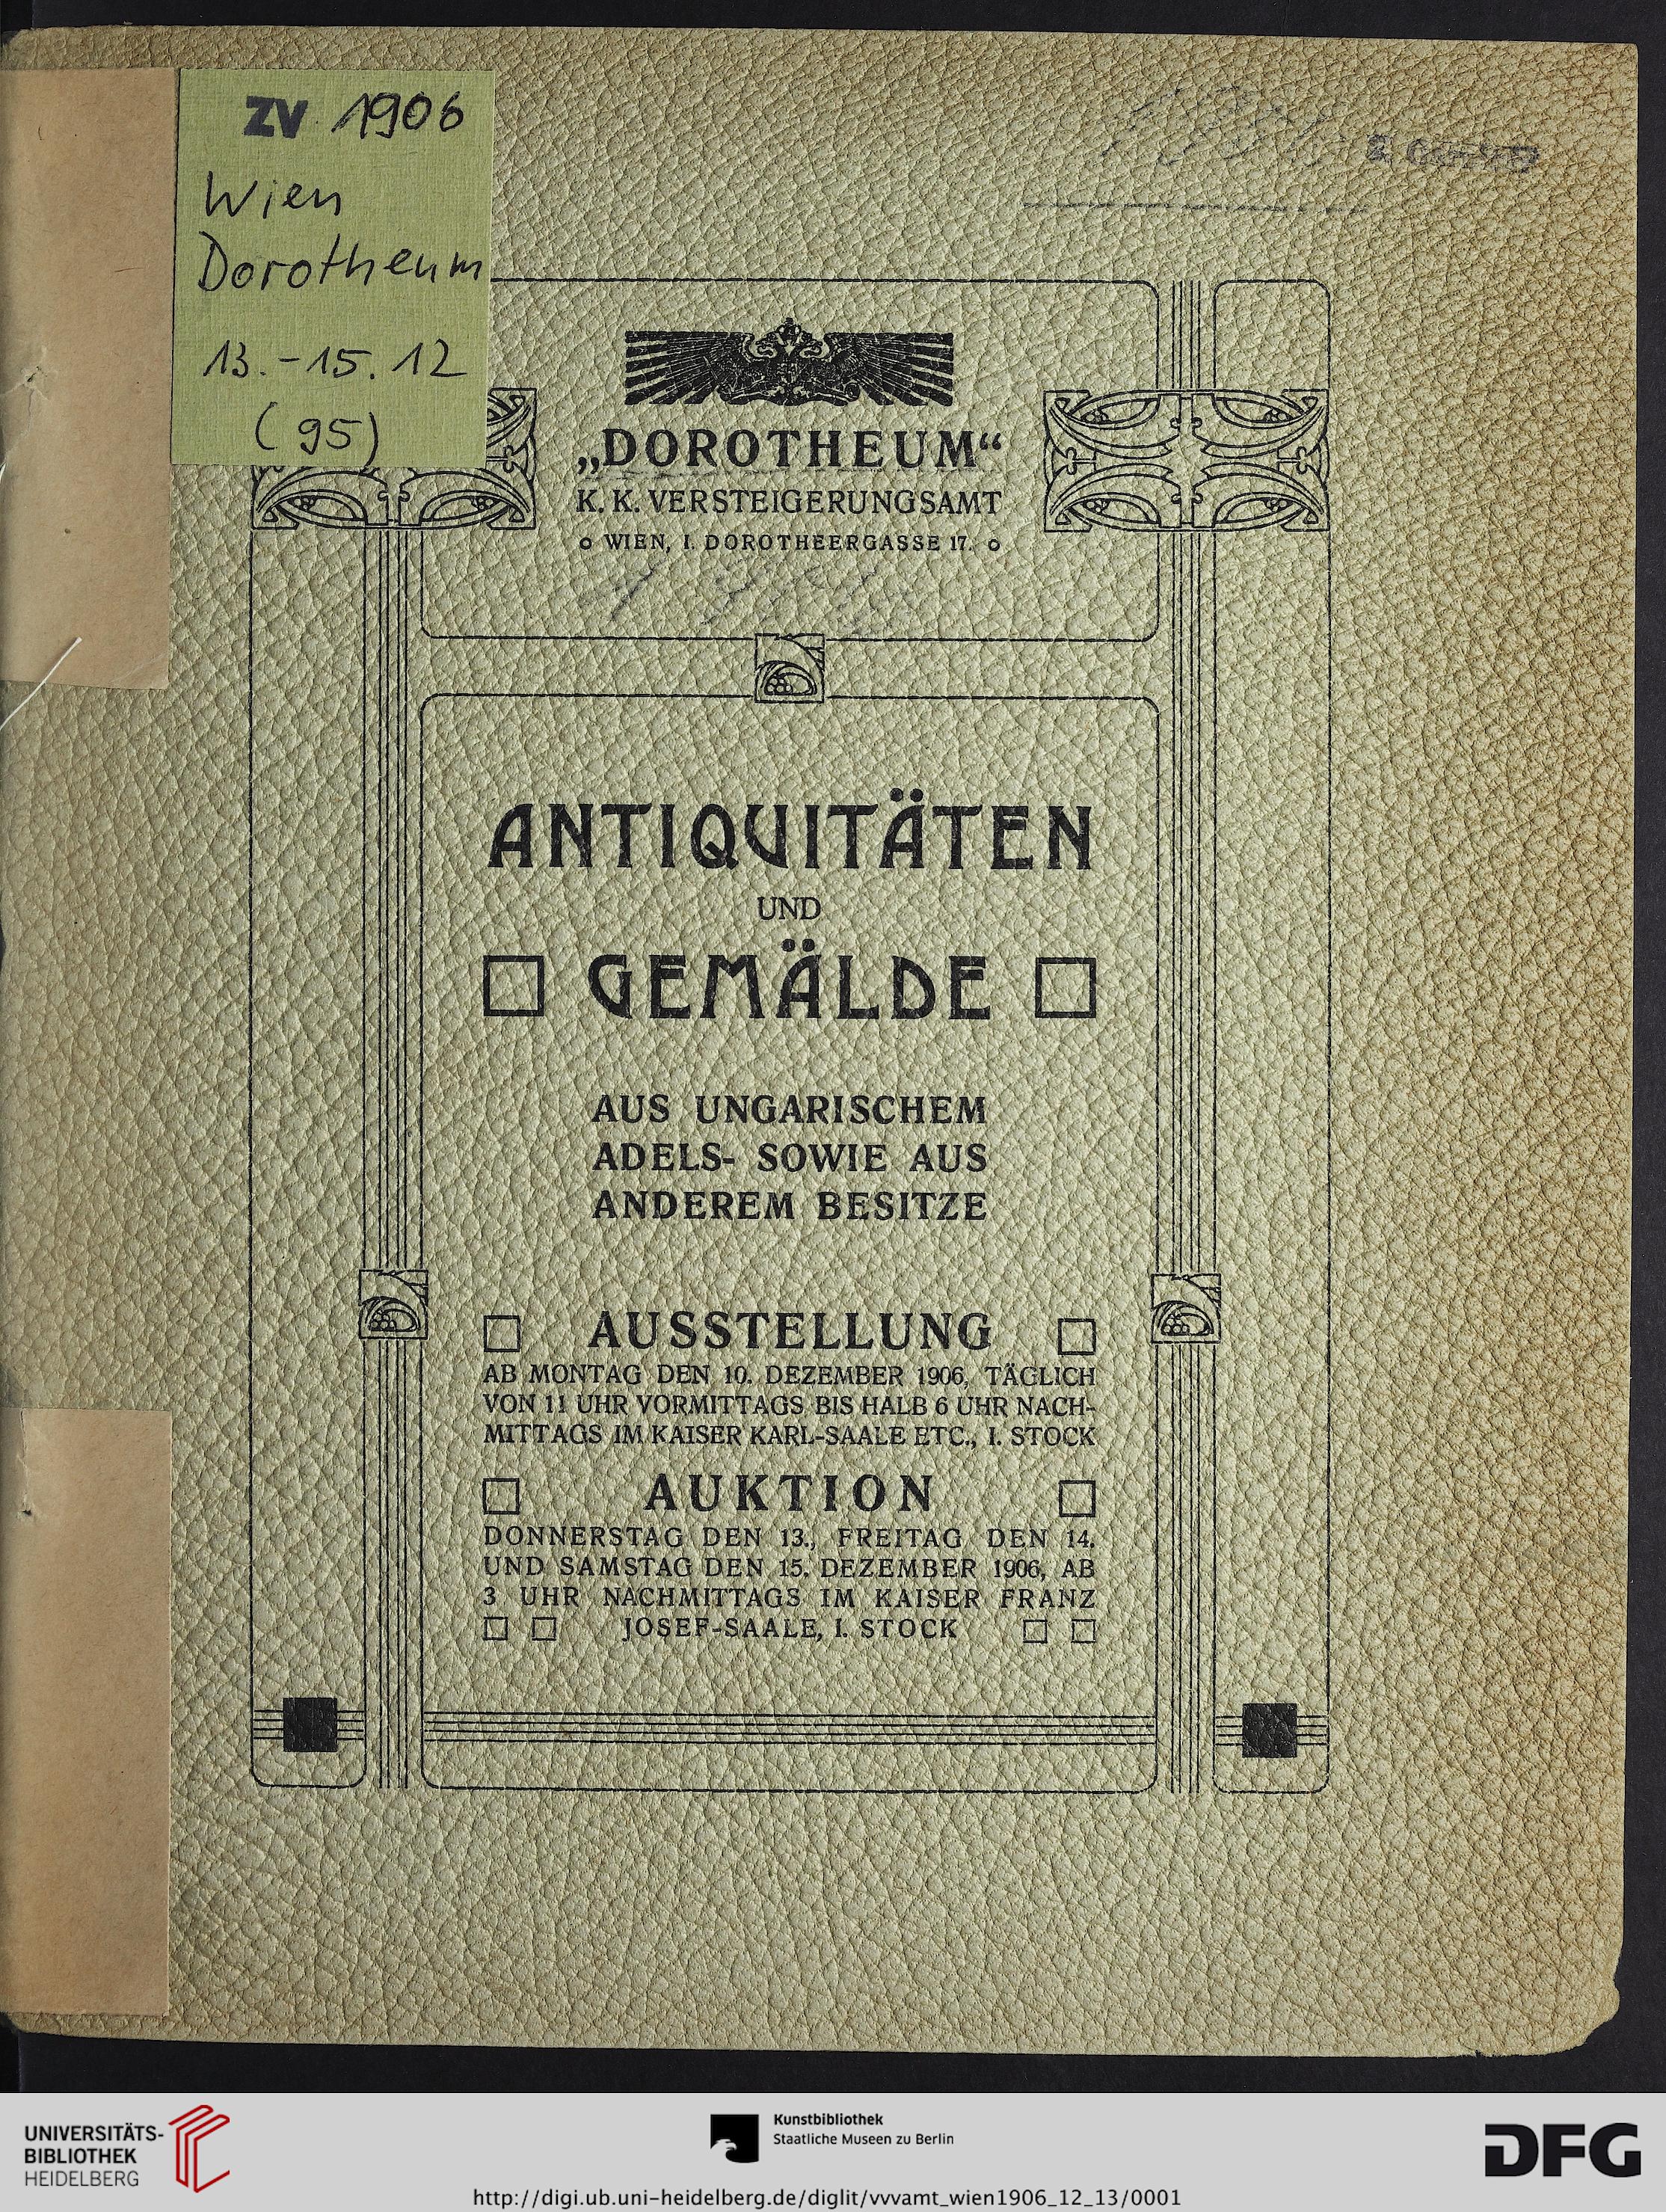 ZV 1906
Wien
Dorotheum
13.-15.12
(95)
„DOROTHEUM“
K. K. VERSTEIGERUNGSAMT
WIEN, I. DOROTHEERGASSE 17.
ANTIQUITÄTEN
UND
GEMÄLDE
AUS UNGARISCHEM
ADELS- SOWIE AUS
ANDEREM BESITZE
AUSSTELLUNG
AB MONTAG DEN 10. DEZEMBER 1906, TÄGLICH
VON 11 UHR VORMITTAGS BIS HALB 6 UHR NACH-
MITTAGS IM KAISER KARL-SAALE ETC., I. STOCK
AUKTION
DONNERSTAG DEN 13., FREITAG DEN 14.
UND SAMSTAG DEN 15. DEZEMBER 1906, AB
3 UHR NACHMITTAGS IM KAISER FRANZ
JOSEF-SAALE, I. STOCK
UNIVERSITÄTS-
BIBLIOTHEK
HEIDELBERG
Kunstbibliothek
Staatliche Museen zu Berlin
DFG
http://digi.ub.uni-heidelberg.de/diglit/vvvamt_wien1906_12_13/0001